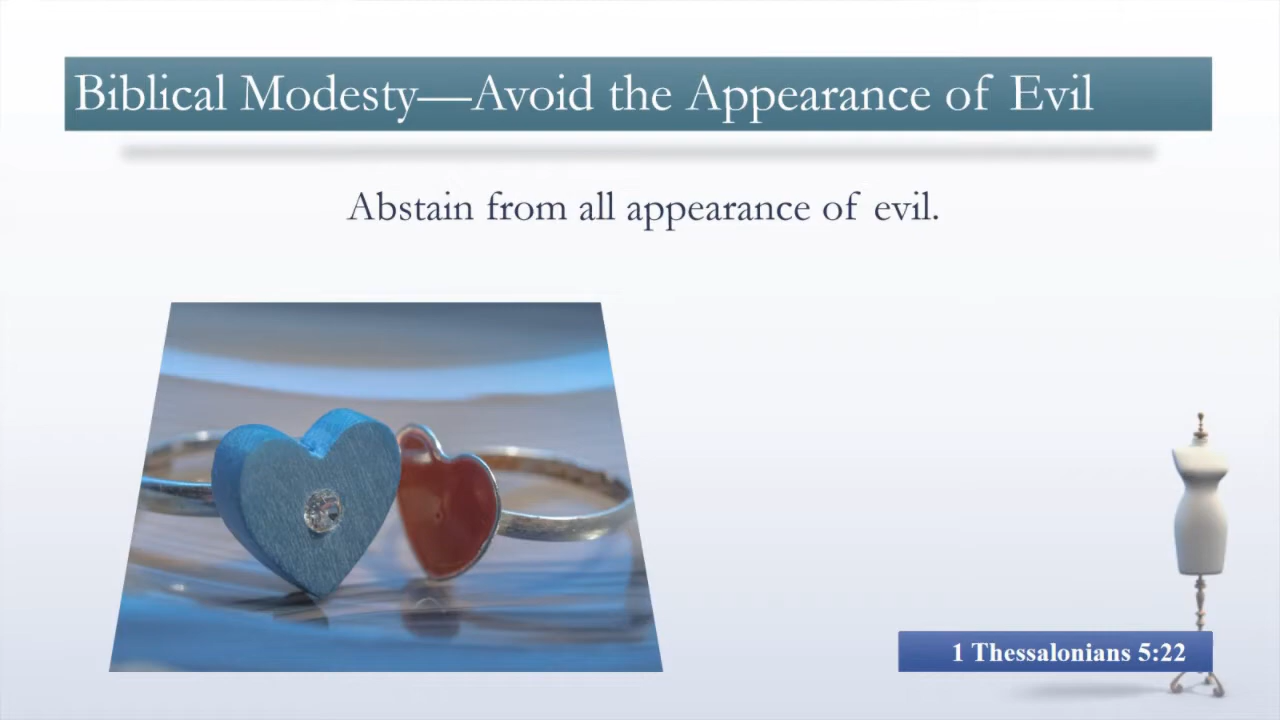 Biblical Modesty—Avoid the Appearance of Evil
Abstain from all appearance of evil.
1 Thessalonians 5:22